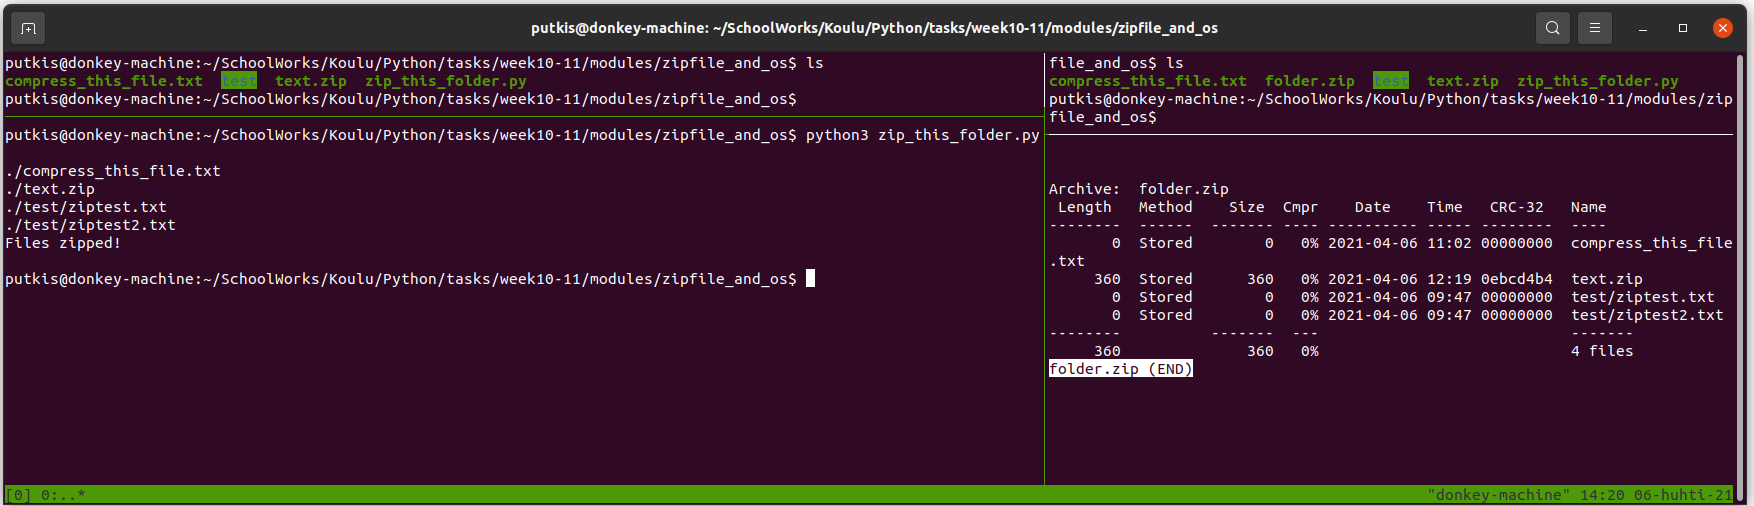 putkis@donkey-machine: ~/SchoolWorks/Koulu/Python/tasks/week10-11/modules/zipfile_and_os
putkis@donkey-machine:~/SchoolWorks/Koulu/Python/tasks/week10-11/modules/zipfile_and_os$ ls
compress_this_file.txt  test  text.zip  zip_this_folder.py
putkis@donkey-machine:~/SchoolWorks/Koulu/Python/tasks/week10-11/modules/zipfile_and_os$
putkis@donkey-machine:~/SchoolWorks/Koulu/Python/tasks/week10-11/modules/zipfile_and_os$ python3 zip_this_folder.py
./compress_this_file.txt
./text.zip
./test/ziptest.txt
./test/ziptest2.txt
Files zipped!
putkis@donkey-machine:~/SchoolWorks/Koulu/Python/tasks/week10-11/modules/zipfile_and_os$
file_and_os$ ls
compress_this_file.txt  folder.zip  test  text.zip  zip_this_folder.py
putkis@donkey-machine:~/SchoolWorks/Koulu/Python/tasks/week10-11/modules/zip
file_and_os$
Archive:  folder.zip
 Length   Method    Size  Cmpr    Date    Time   CRC-32   Name
--------  ------  ------- ---- ---------- ----- --------  ----
       0  Stored        0   0% 2021-04-06 11:02 00000000  compress_this_file
.txt
     360  Stored      360   0% 2021-04-06 12:19 0ebcd4b4  text.zip
       0  Stored        0   0% 2021-04-06 09:47 00000000  test/ziptest.txt
       0  Stored        0   0% 2021-04-06 09:47 00000000  test/ziptest2.txt
--------          -------  ---                            -------
     360              360   0%                            4 files
folder.zip (END)
[0] 0:..*
"donkey-machine" 14:20 06-huhti-21